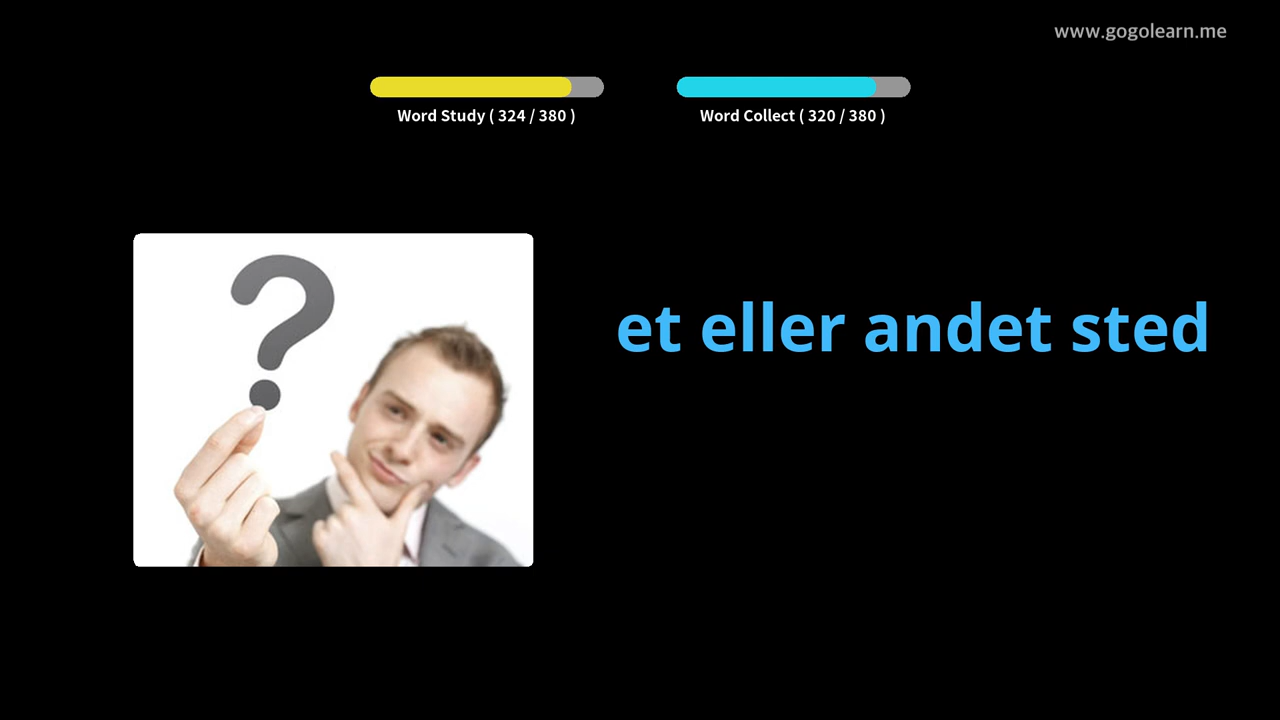 www.gogolearn.me
Word Study ( 324 / 380 )
Word Collect ( 320 / 380 )
?
et eller andet sted